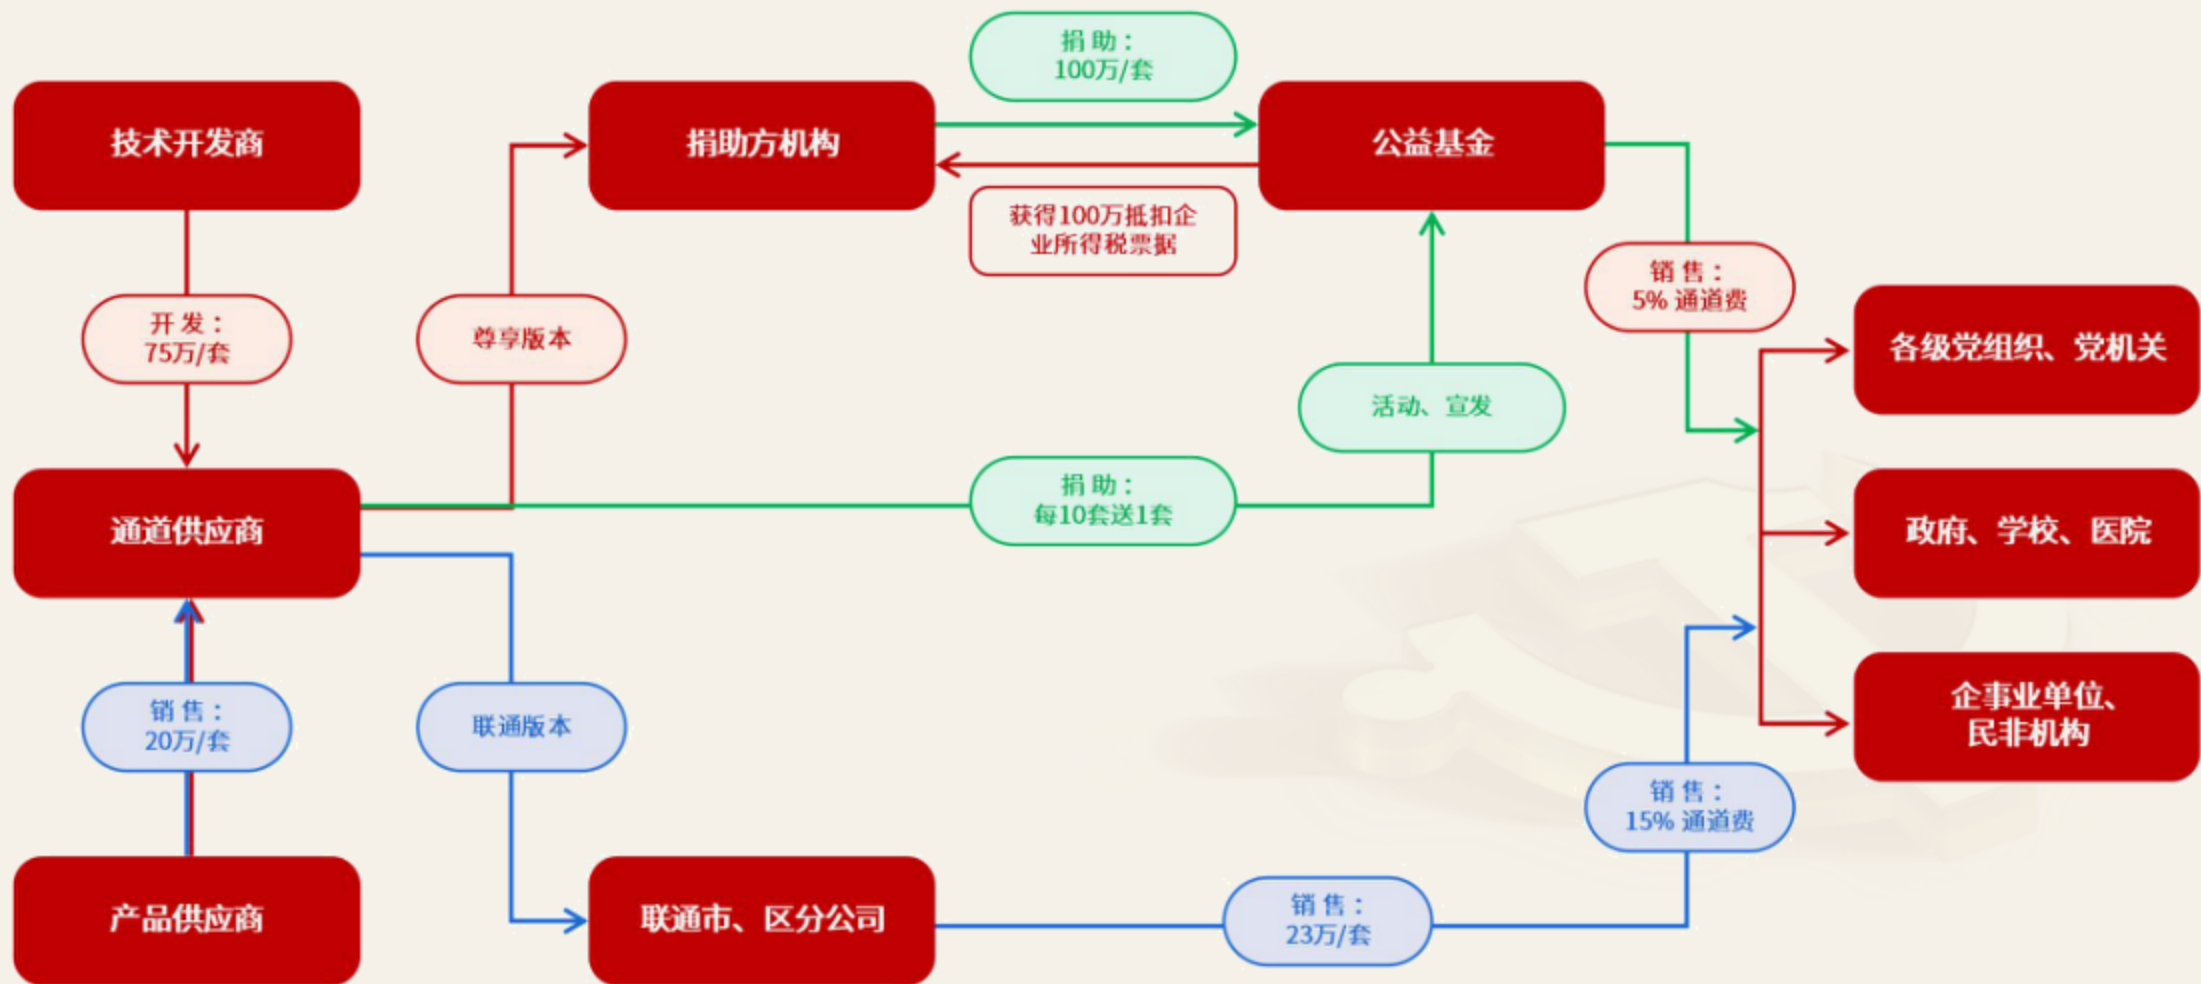 捐 助：
100万/套
技术开发商
捐助方机构
公益基金
获得100万抵扣企
业所得税票据
销 售：
5% 通道费
开 发：
75万/套
尊享版本
各级党组织、党机关
活动、宣发
捐 助：
每10套送1套
通道供应商
政府、学校、医院
销 售：
20万/套
联通版本
企事业单位、
民非机构
销 售：
15% 通道费
产品供应商
联通市、区分公司
销 售：
23万/套